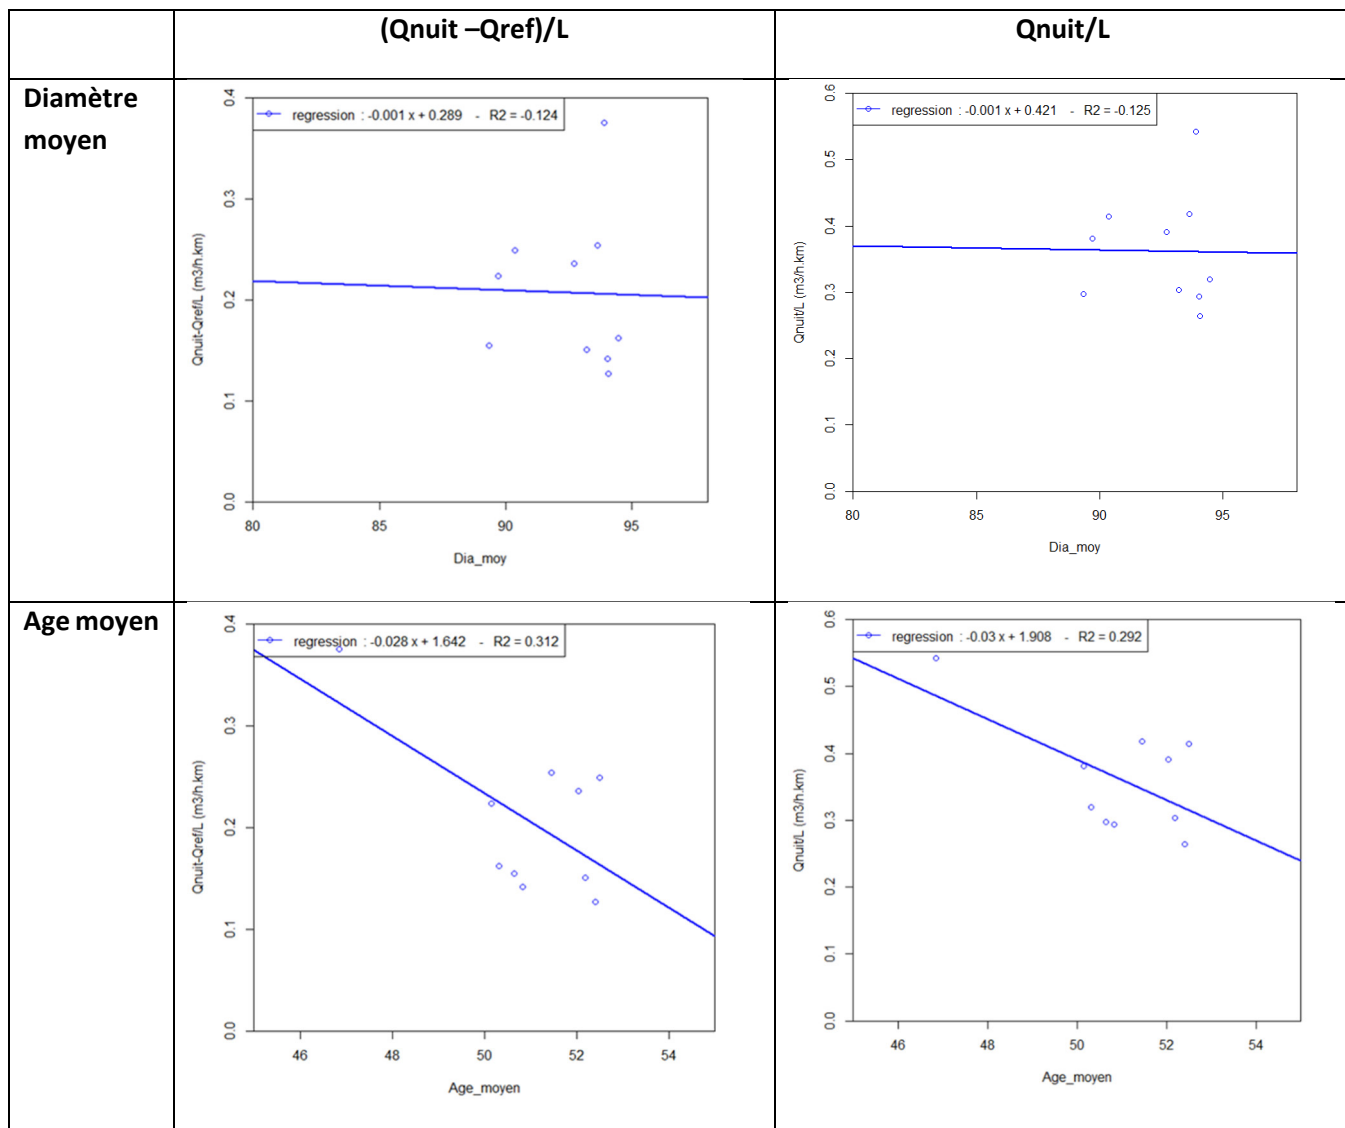 (Qnuit –Qref)/L
Qnuit/L
Diamètre
moyen
regression : -0.001 x + 0.289 - R2 = -0.124
0.4
0.3
0.2
0.1
0.0
Qnuit-Qref/L (m3/h.km)
80 85 90 95
Dia_moy
regression : -0.001 x + 0.421 - R2 = -0.125
0.6
0.5
0.4
0.3
0.2
0.1
0.0
Qnuit/L (m3/h.km)
80 85 90 95
Dia_moy
Age moyen
regression : -0.028 x + 1.642 - R2 = 0.312
0.4
0.3
0.2
0.1
0.0
Qnuit-Qref/L (m3/h.km)
46 48 50 52 54
Age_moyen
regression : -0.03 x + 1.908 - R2 = 0.292
0.6
0.5
0.4
0.3
0.2
0.1
0.0
Qnuit/L (m3/h.km)
46 48 50 52 54
Age_moyen